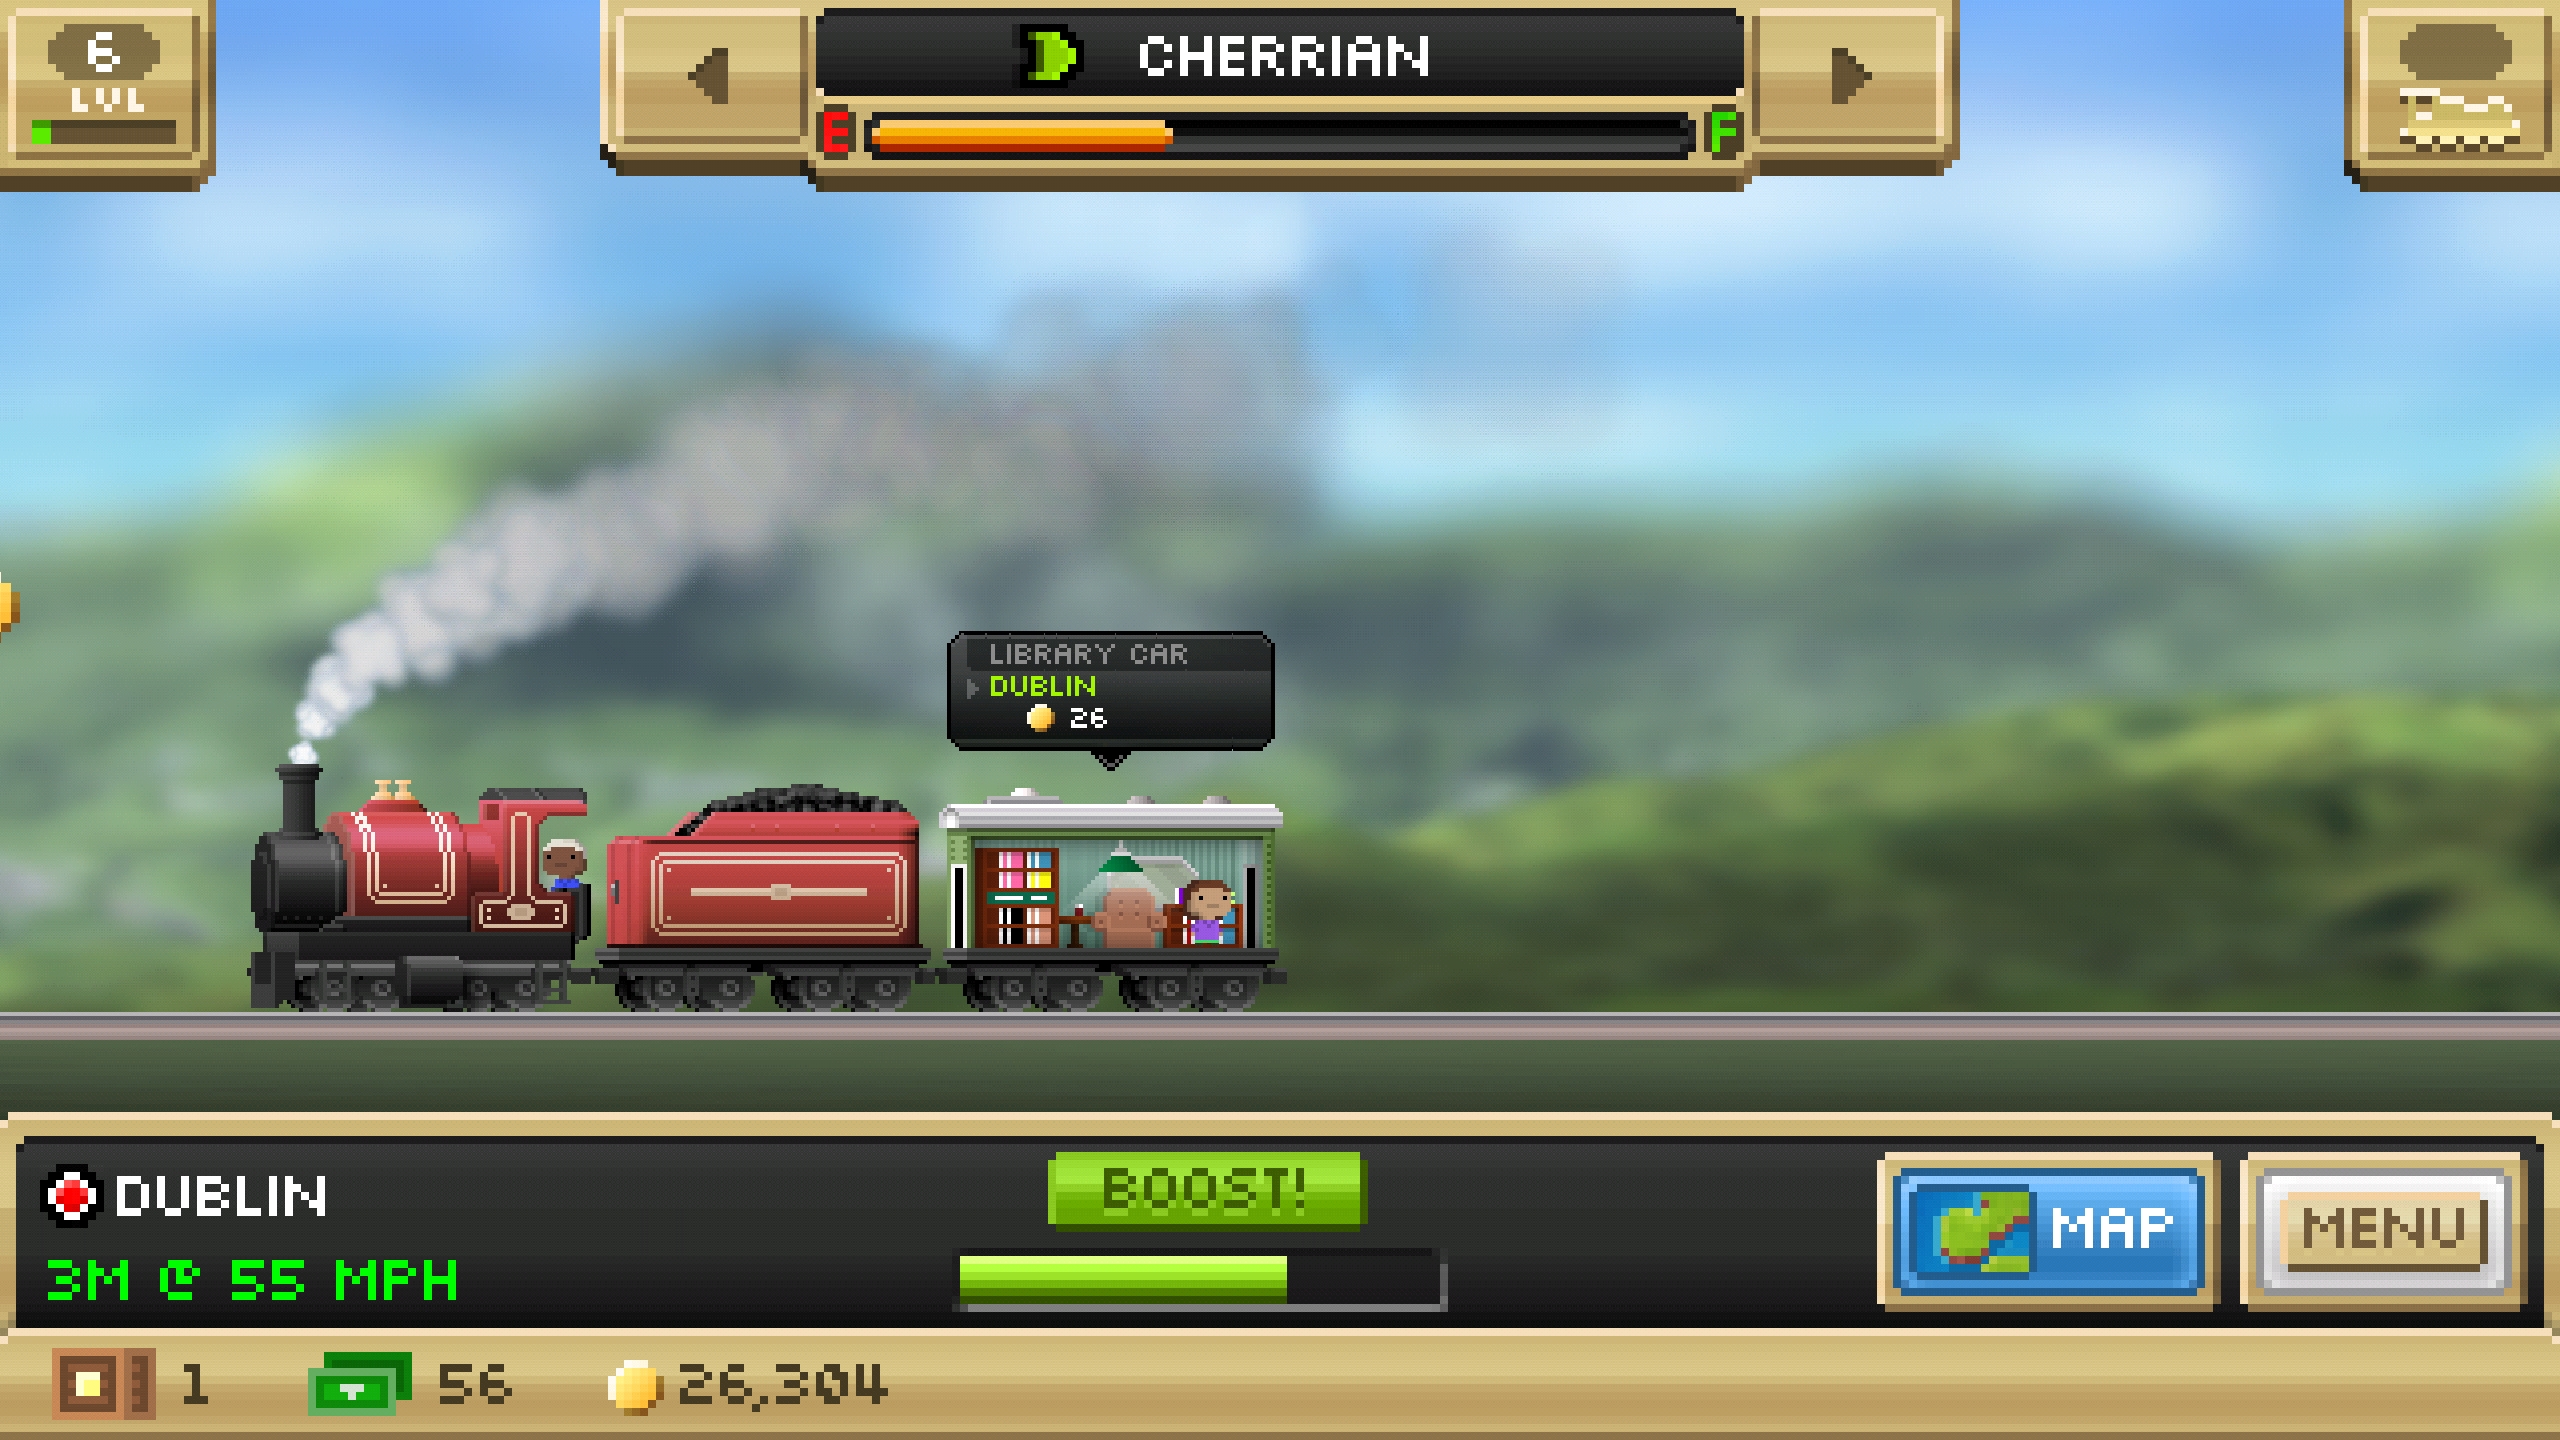 6
LVL
CHERRIAN
E
F
LIBRARY CAR
DUBLIN
26
DUBLIN
3M @ 55 MPH
BOOST!
MAP
MENU
1
56
26,304